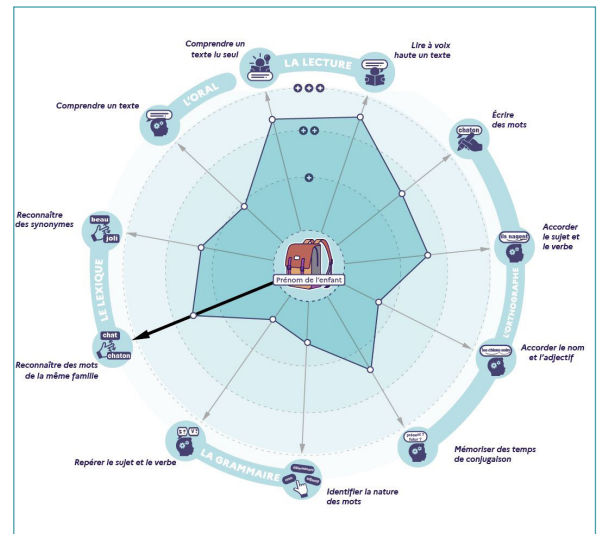 Comprendre un
texte lu seul
LA LECTURE
Lire à voix
haute un texte
L'ORAL
Comprendre un texte
Écrire
des mots
chaton
Reconnaître
des synonymes
beau
joli
Accorder
le sujet et
le verbe
ils nagent
LE LEXIQUE
Prénom de l'enfant
L'ORTHOGRAPHE
chat
chaton
Reconnaître des mots
de la même famille
Accorder le nom
et l'adjectif
S ?
V ?
Repérer le sujet et le verbe
LA GRAMMAIRE
Identifier la nature
des mots
présent ?
futur ?
Mémoriser des temps
de conjugaison